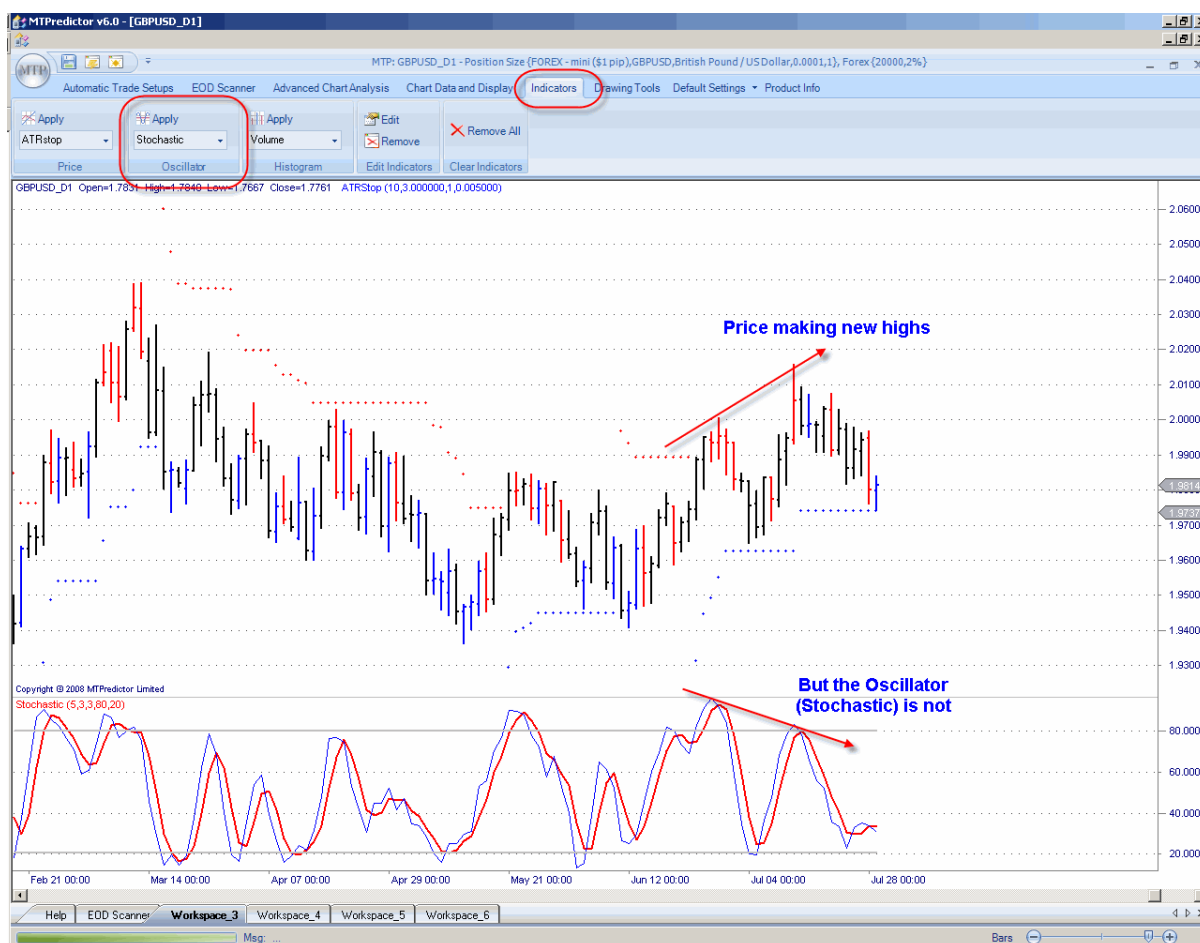 MTPredictor v6.0 - [GBPUSD_D1]
MTP: GBPUSD_D1 - Position Size {FOREX - mini ($1 pip),GBPUSD,British Pound / US Dollar,0.0001,1}, Forex {20000,2%}
MTP
Automatic Trade Setups EOD Scanner Advanced Chart Analysis Chart Data and Display Indicators Drawing Tools Default Settings Product Info
Apply Apply Apply Edit Remove All
ATRstop Stochastic Volume Remove
Price Oscillator Histogram Edit Indicators Clear Indicators
GBPUSD_D1 Open=1.7831 High=1.7840 Low=1.7667 Close=1.7761 ATRStop (10,3.000000,1,0.005000)
2.0600
2.0500
2.0400
2.0300
Price making new highs
2.0200
2.0100
2.0000
1.9900
1.9814
1.9737
1.9700
1.9600
1.9500
1.9400
1.9300
Copyright © 2008 MTPredictor Limited
But the Oscillator
(Stochastic) is not
Stochastic (5,3,3,80,20)
80.000
60.000
40.000
20.000
Feb 21 00:00 Mar 14 00:00 Apr 07 00:00 Apr 29 00:00 May 21 00:00 Jun 12 00:00 Jul 04 00:00 Jul 28 00:00
Help EOD Scanner Workspace_3 Workspace_4 Workspace_5 Workspace_6
Msg: ... Bars